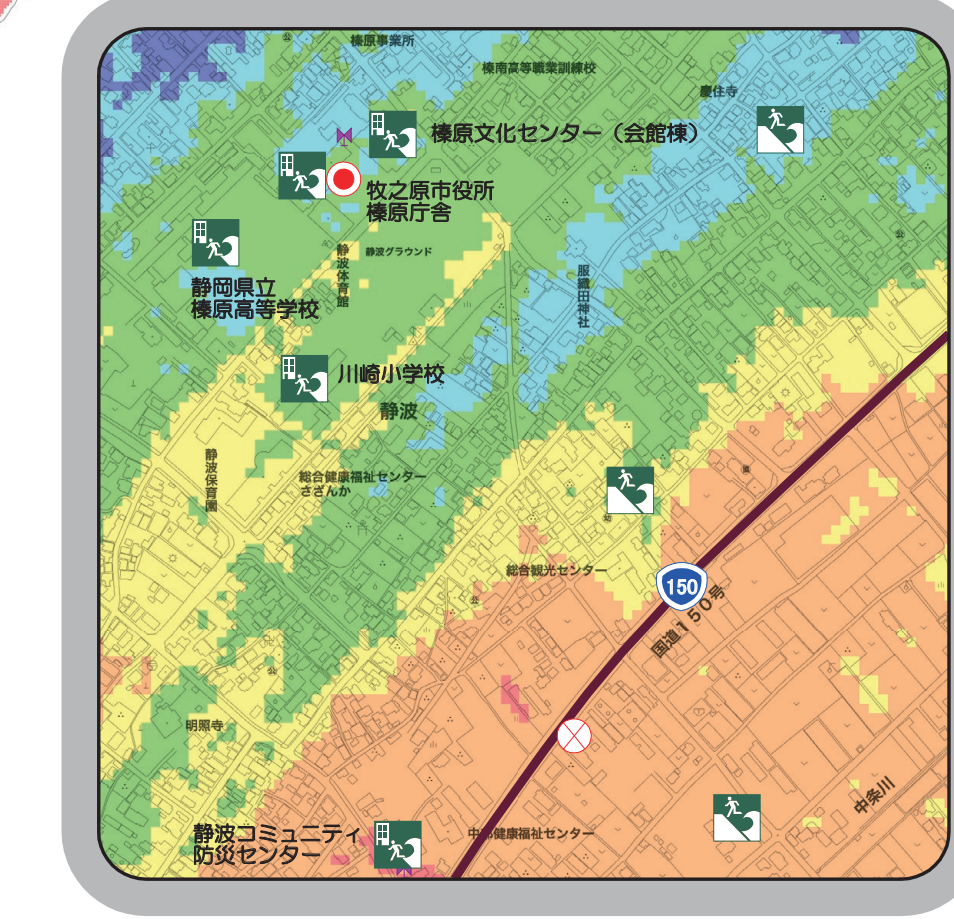 榛原事業所
榛南高等職業訓練校
慶住寺
榛原文化センター（会館棟）
牧之原市役所
榛原庁舎
静波体育館
静波グラウンド
服織田神社
静岡県立
榛原高等学校
川崎小学校
静波
静波保育園
総合健康福祉センター
さざんか
総合観光センター
150
国道１５０号
明照寺
中条川
静波コミュニティ
防災センター
中部健康福祉センター